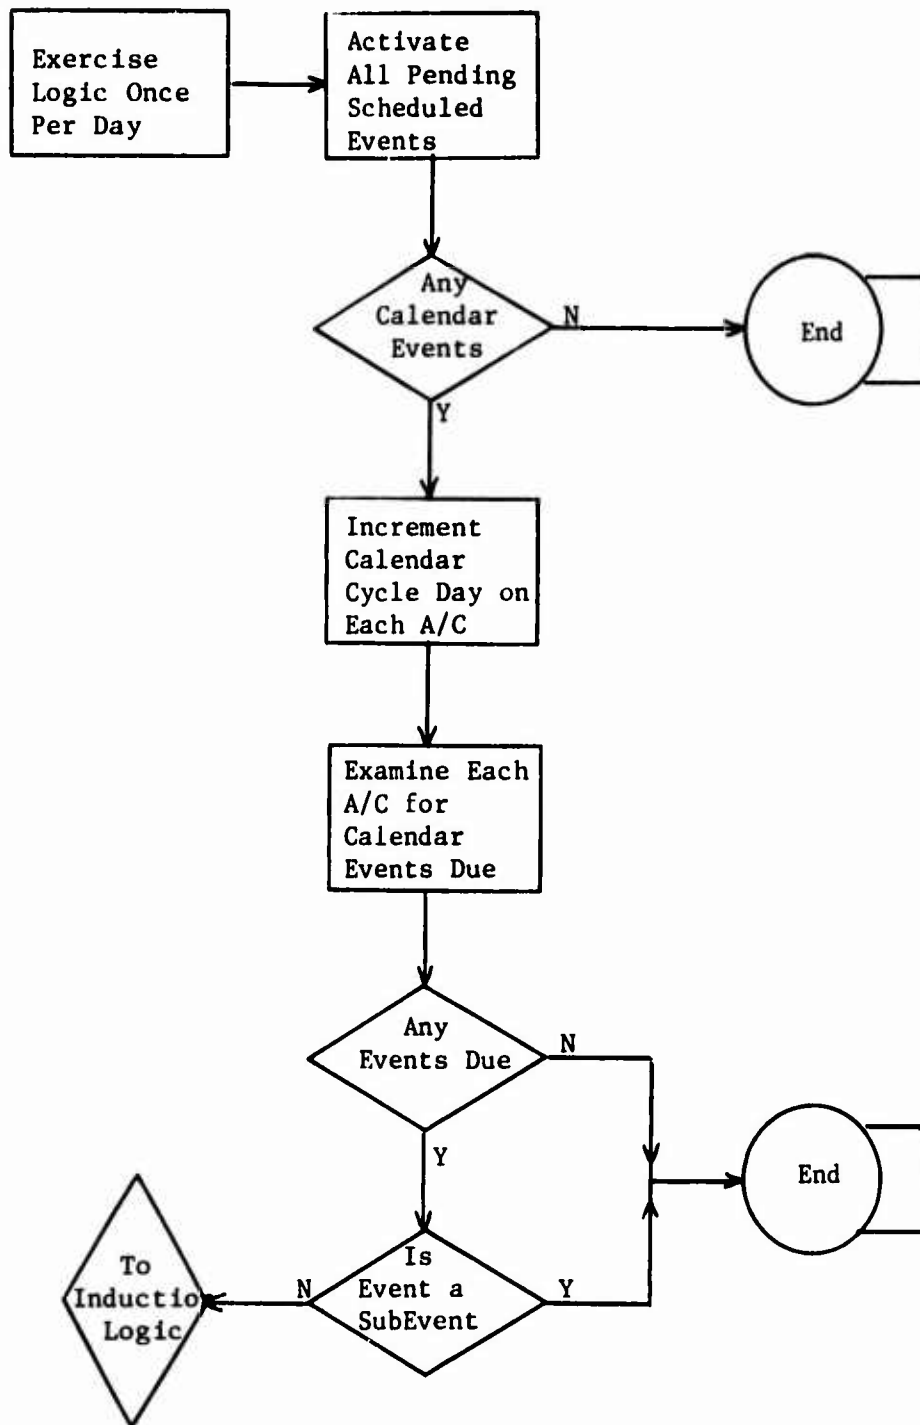 Exercise
Logic Once
Per Day
Activate
All Pending
Scheduled
Events
Any
Calendar
Events
N
End
Y
Increment
Calendar
Cycle Day on
Each A/C
Examine Each
A/C for
Calendar
Events Due
Any
Events Due
N
Y
End
Is
Event a
SubEvent
N
Y
To
Inductio
Logic